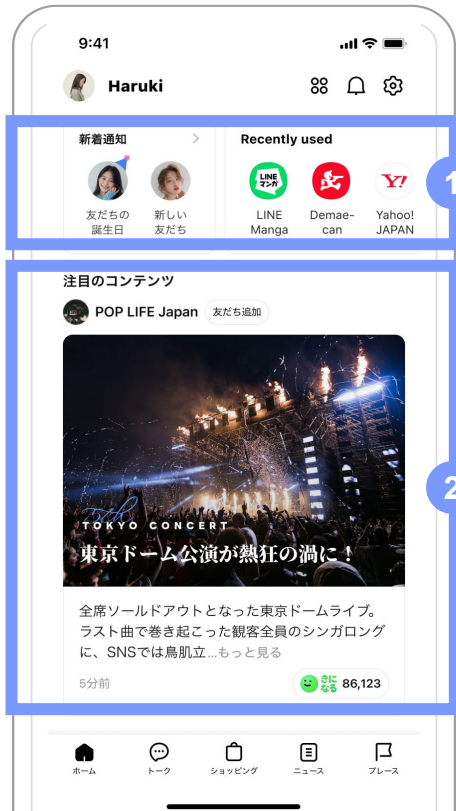 9:41
Haruki
新着通知
Recently used
友だちの
誕生日
新しい
友だち
LINE
マンガ
LINE
Manga
Demae-
can
Y!
Yahoo!
JAPAN
1
注目のコンテンツ
POP LIFE Japan
友だち追加
5th
TOKYO CONCERT
東京ドーム公演が熱狂の渦に！
全席ソールドアウトとなった東京ドームライブ。
ラスト曲で巻き起こった観客全員のシンガロング
に、SNSでは鳥肌立...もっと見る
5分前
きに
なる
86,123
2
ホーム
トーク
ショッピング
ニュース
プレース